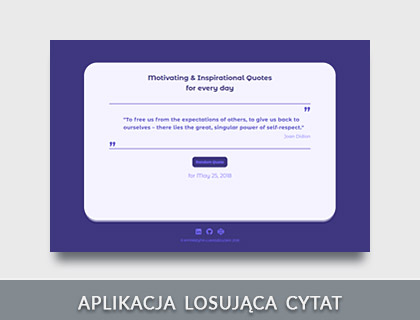 Motivating & Inspirational Quotes
for every day
"To free us from the expectations of others, to give us back to
ourselves – there lies the great, singular power of self-respect."
Joan Didion
Random Quote
for May 25, 2018
APLIKACJA LOSUJĄCA CYTAT